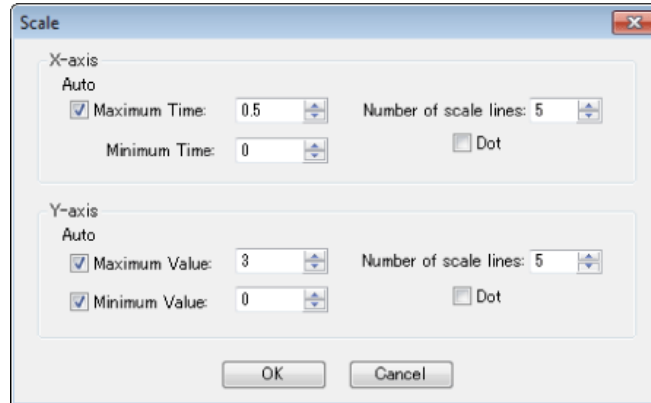 Scale
X-axis
Auto
Maximum Time: 0.5 Number of scale lines: 5
Minimum Time: 0 Dot
Y-axis
Auto
Maximum Value: 3 Number of scale lines: 5
Minimum Value: 0 Dot
OK Cancel